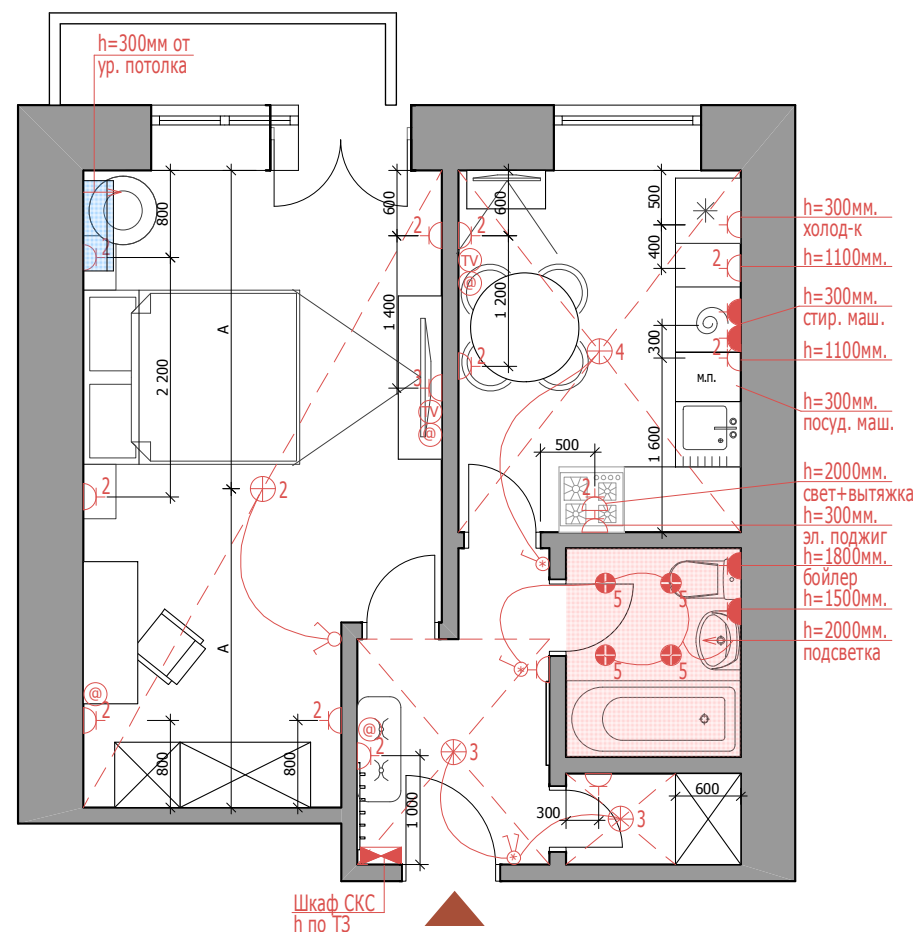 h=300мм от
ур. потолка
800
600
600
500
400
2
2
2
2
TV
@
1 200
1 400
300
h=300мм.
холод-к
h=1100мм.
h=300мм.
стир. маш.
h=1100мм.
h=300мм.
посуд. маш.
h=2000мм.
свет+вытяжка
h=300мм.
эл. поджиг
h=1800мм.
бойлер
h=1500мм.
h=2000мм.
подсветка
A
2 200
3
TV
@
2
4
2
м.п.
500
1 600
2
2
2
*
5
5
5
5
A
*
@
2
2
@
2
3
800
800
1 000
300
3
600
*
Шкаф СКС
h по ТЗ